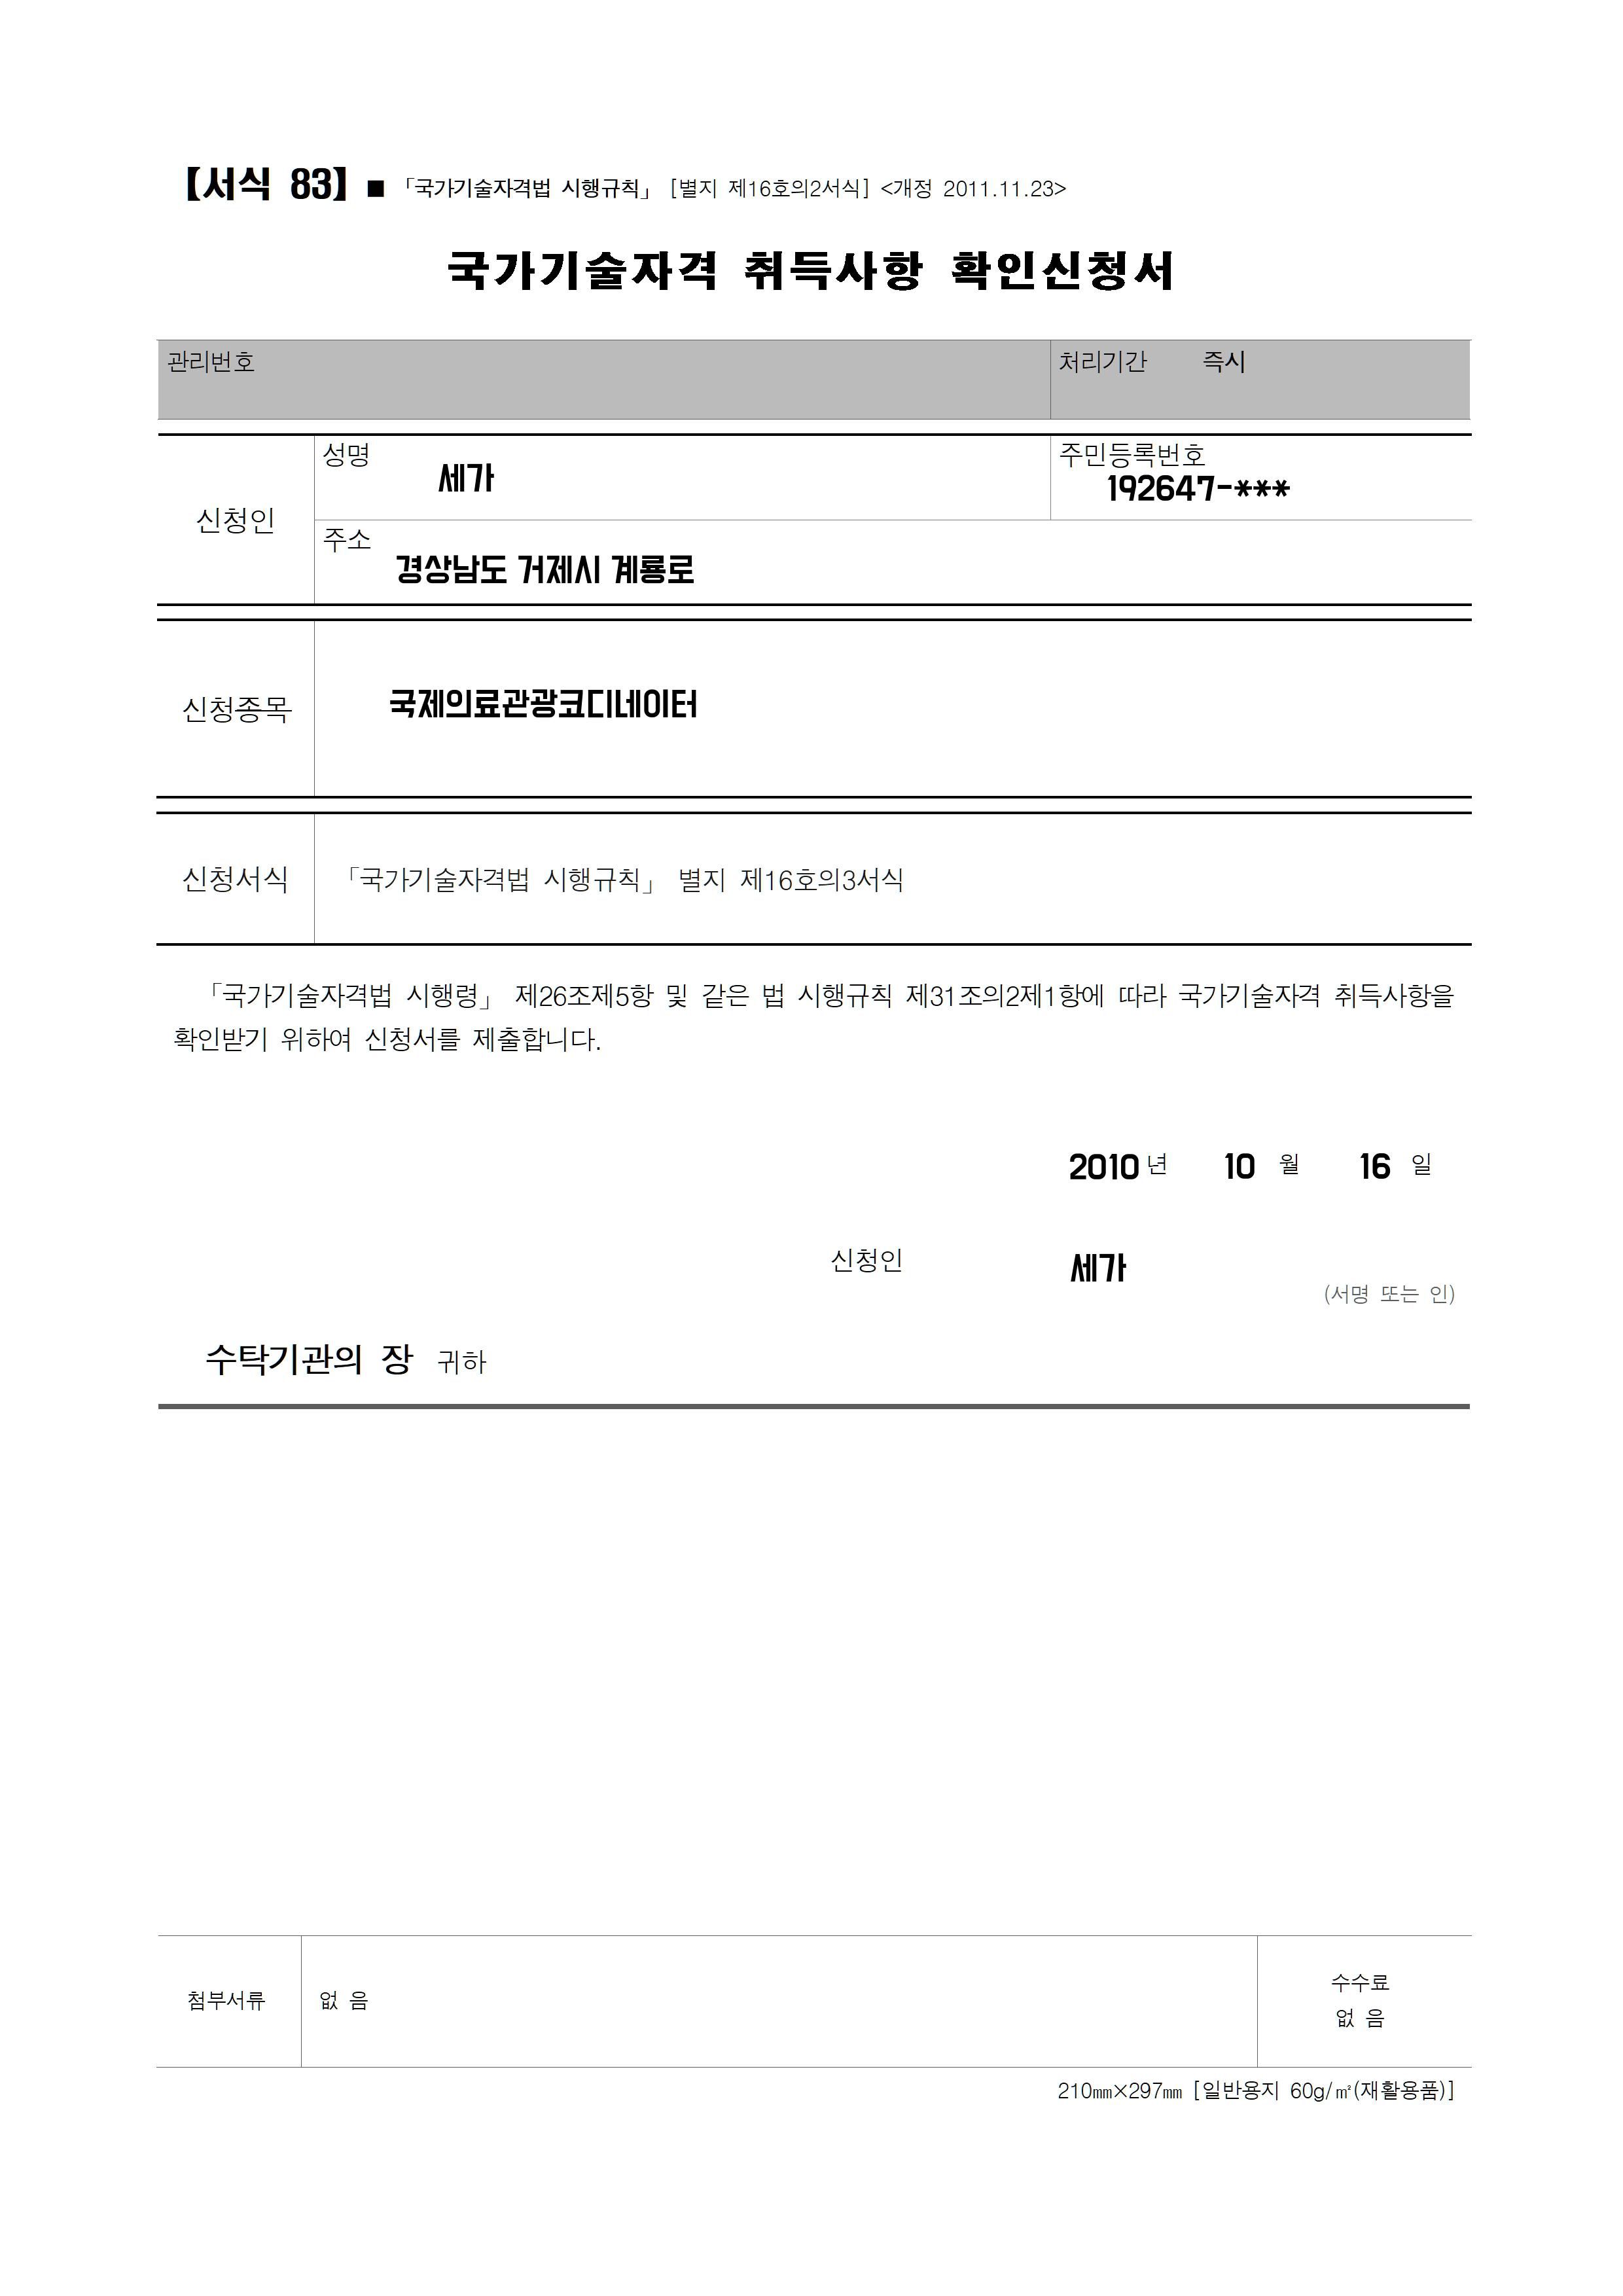 【서식 83】 ■ 「국가기술자격법 시행규칙」 [별지 제16호의2서식] <개정 2011.11.23>
국가기술자격 취득사항 확인신청서
관리번호 처리기간 즉시
성명 주민등록번호
세가 192647-***
신청인
주소
경상남도 거제시 계룡로
신청종목 국제의료관광코디네이터
신청서식 「국가기술자격법 시행규칙」 별지 제16호의3서식
「국가기술자격법 시행령」 제26조제5항 및 같은 법 시행규칙 제31조의2제1항에 따라 국가기술자격 취득사항을
확인받기 위하여 신청서를 제출합니다.
2010 년 10 월 16 일
신청인 세가
(서명 또는 인)
수탁기관의 장 귀하
첨부서류 없 음 수수료
없 음
210㎜×297㎜ [일반용지 60g/㎡(재활용품)]